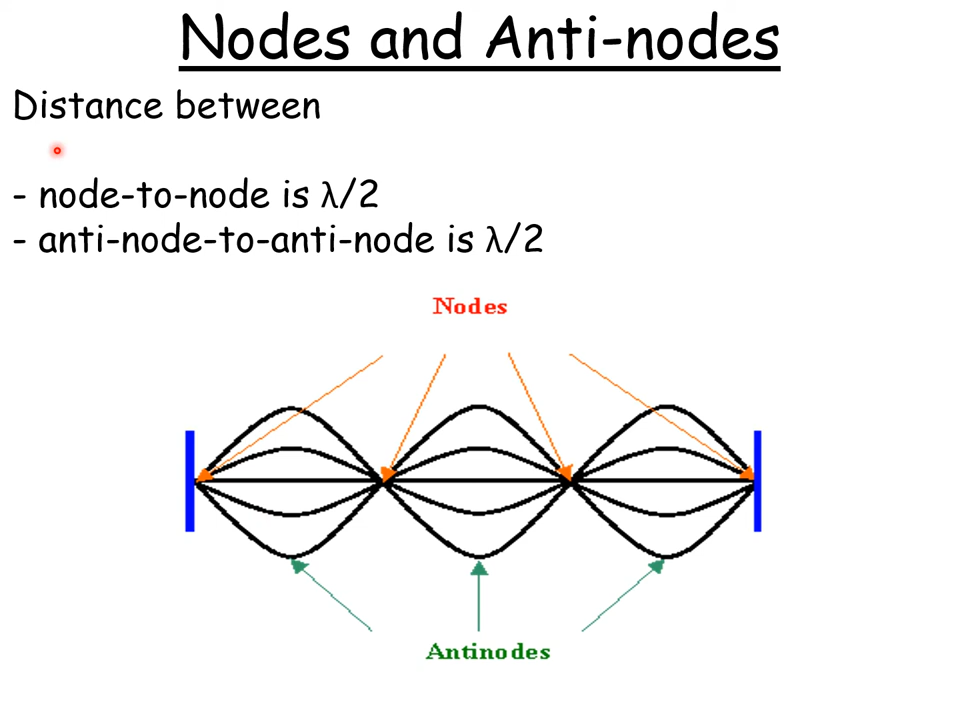 Nodes and Anti-nodes
Distance between
- node-to-node is λ/2
- anti-node-to-anti-node is λ/2
Nodes
Antinodes